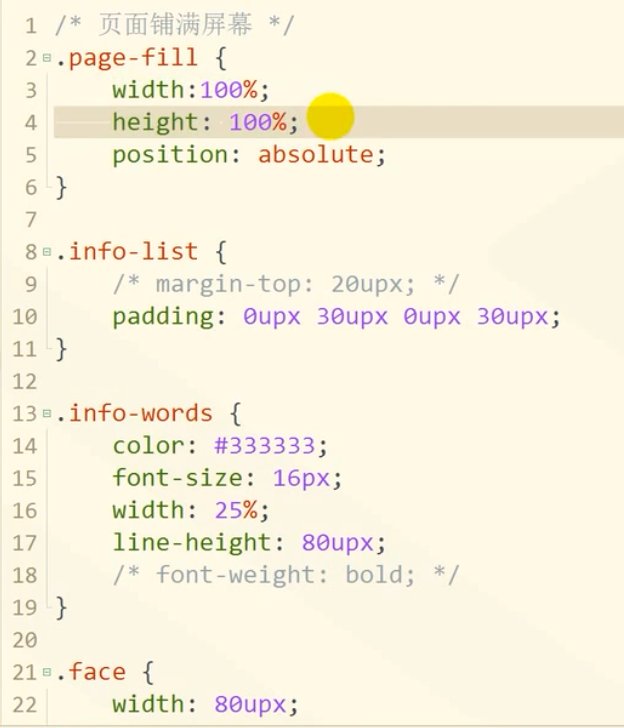 1 /* 页面铺满屏幕 */
2 .page-fill {
3     width:100%;
4     height: 100%;
5     position: absolute;
6 }
7
8 .info-list {
9     /* margin-top: 20upx; */
10     padding: 0upx 30upx 0upx 30upx;
11 }
12
13 .info-words {
14     color: #333333;
15     font-size: 16px;
16     width: 25%;
17     line-height: 80upx;
18     /* font-weight: bold; */
19 }
20
21 .face {
22     width: 80upx;